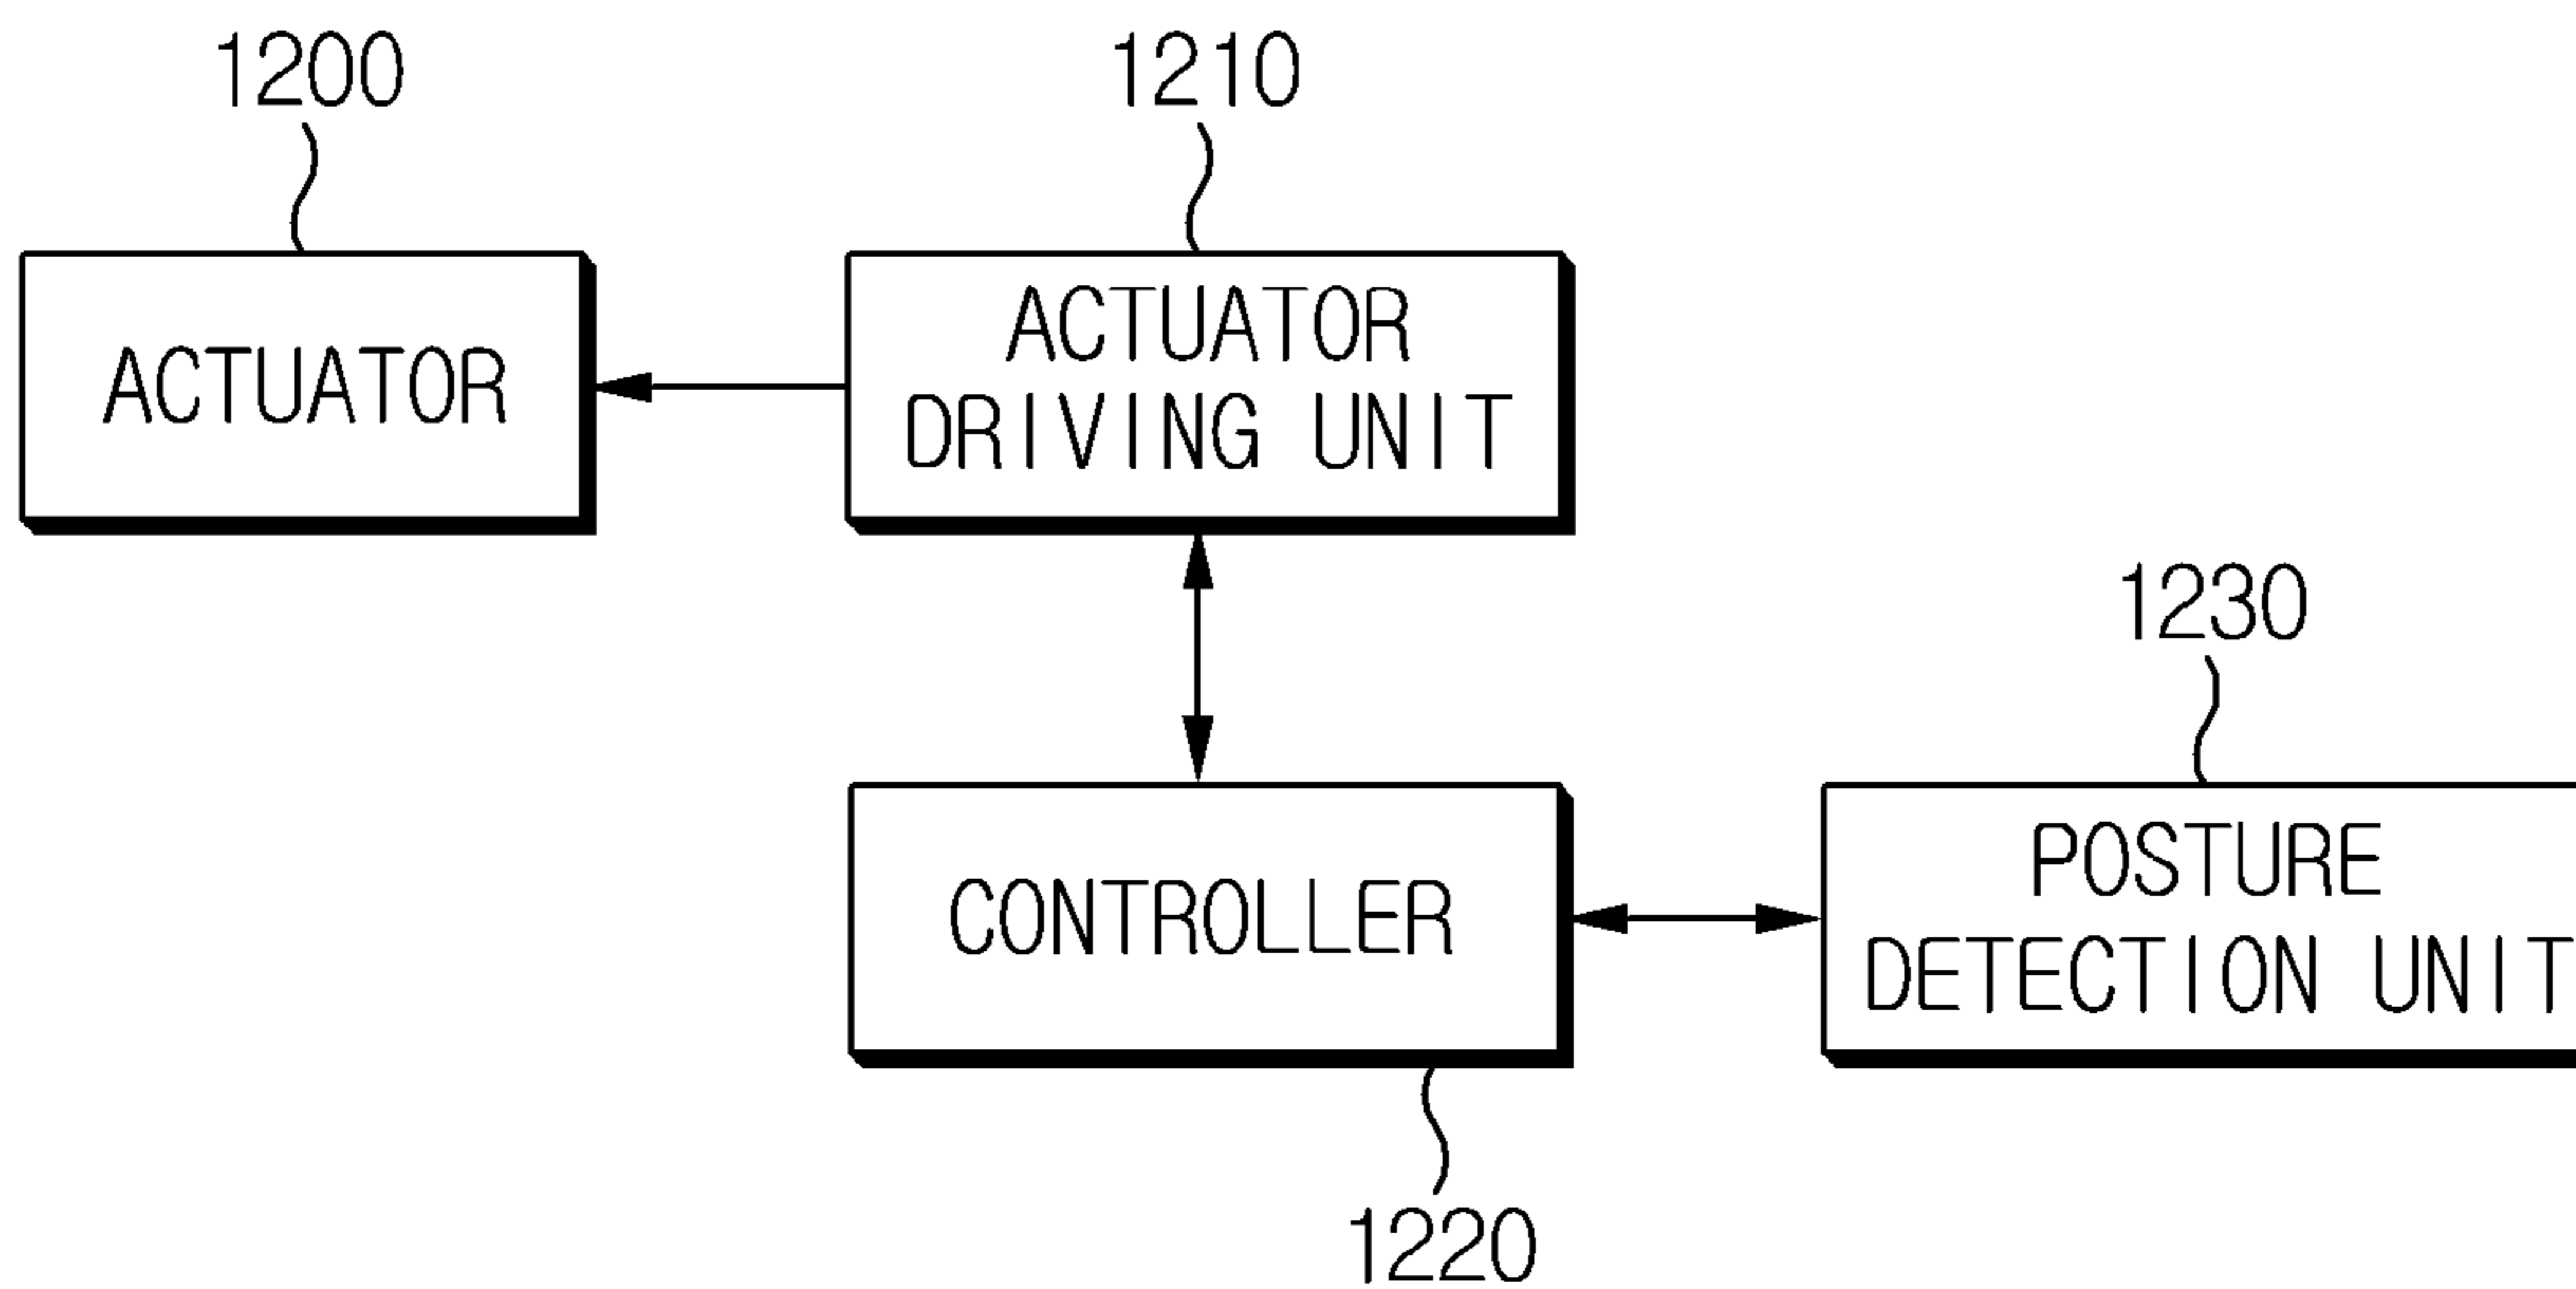 1200
1210
ACTUATOR
ACTUATOR
DRIVING UNIT
1230
CONTROLLER
POSTURE
DETECTION UNIT
1220